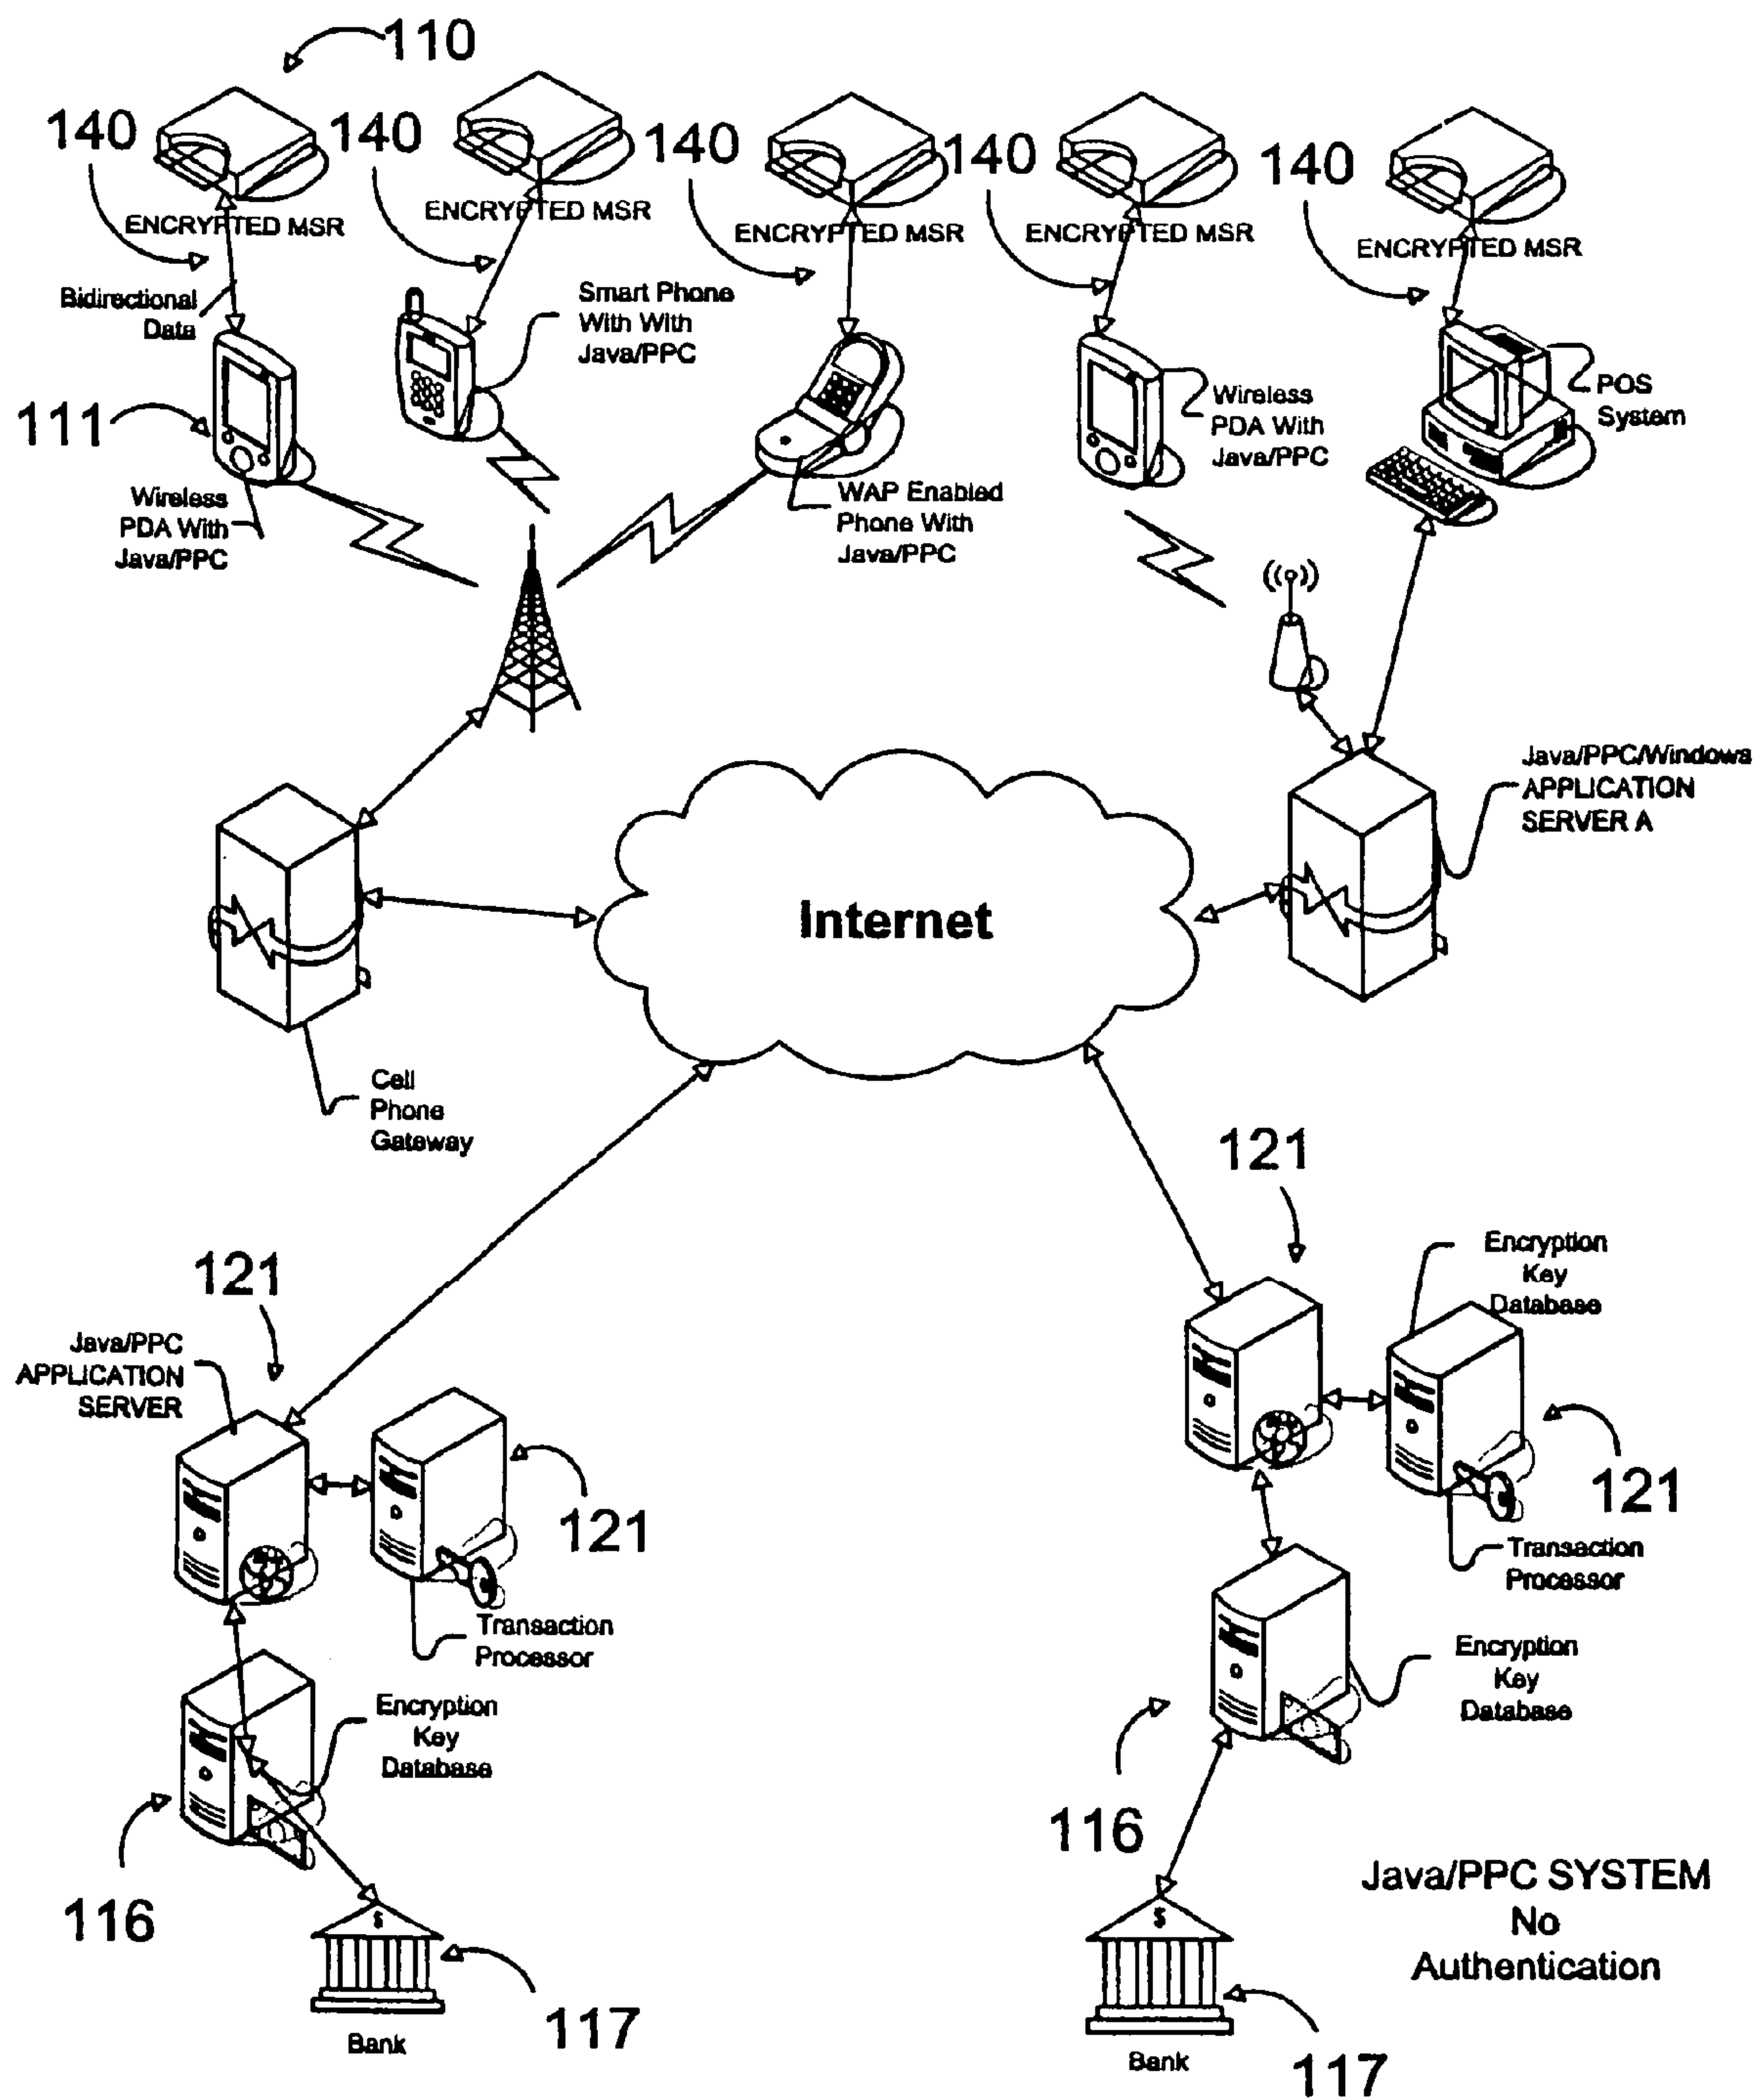 110
140
140
140
140
140
ENCRYPTED MSR
ENCRYPTED MSR
ENCRYPTED MSR
ENCRYPTED MSR
ENCRYPTED MSR
Bidirectional
Data
Smart Phone
With With
Java/PPC
111
Wireless
PDA With
Java/PPC
WAP Enabled
Phone With
Java/PPC
Wireless
PDA With
Java/PPC
POS
System
Java/PPC/Windows
APPLICATION
SERVER A
Internet
Cell
Phone
Gateway
121
Encryption
Key
Database
121
Java/PPC
APPLICATION
SERVER
121
121
Transaction
Processor
Transaction
Processor
Encryption
Key
Database
Encryption
Key
Database
116
116
$
Bank
117
$
Bank
117
Java/PPC SYSTEM
No
Authentication